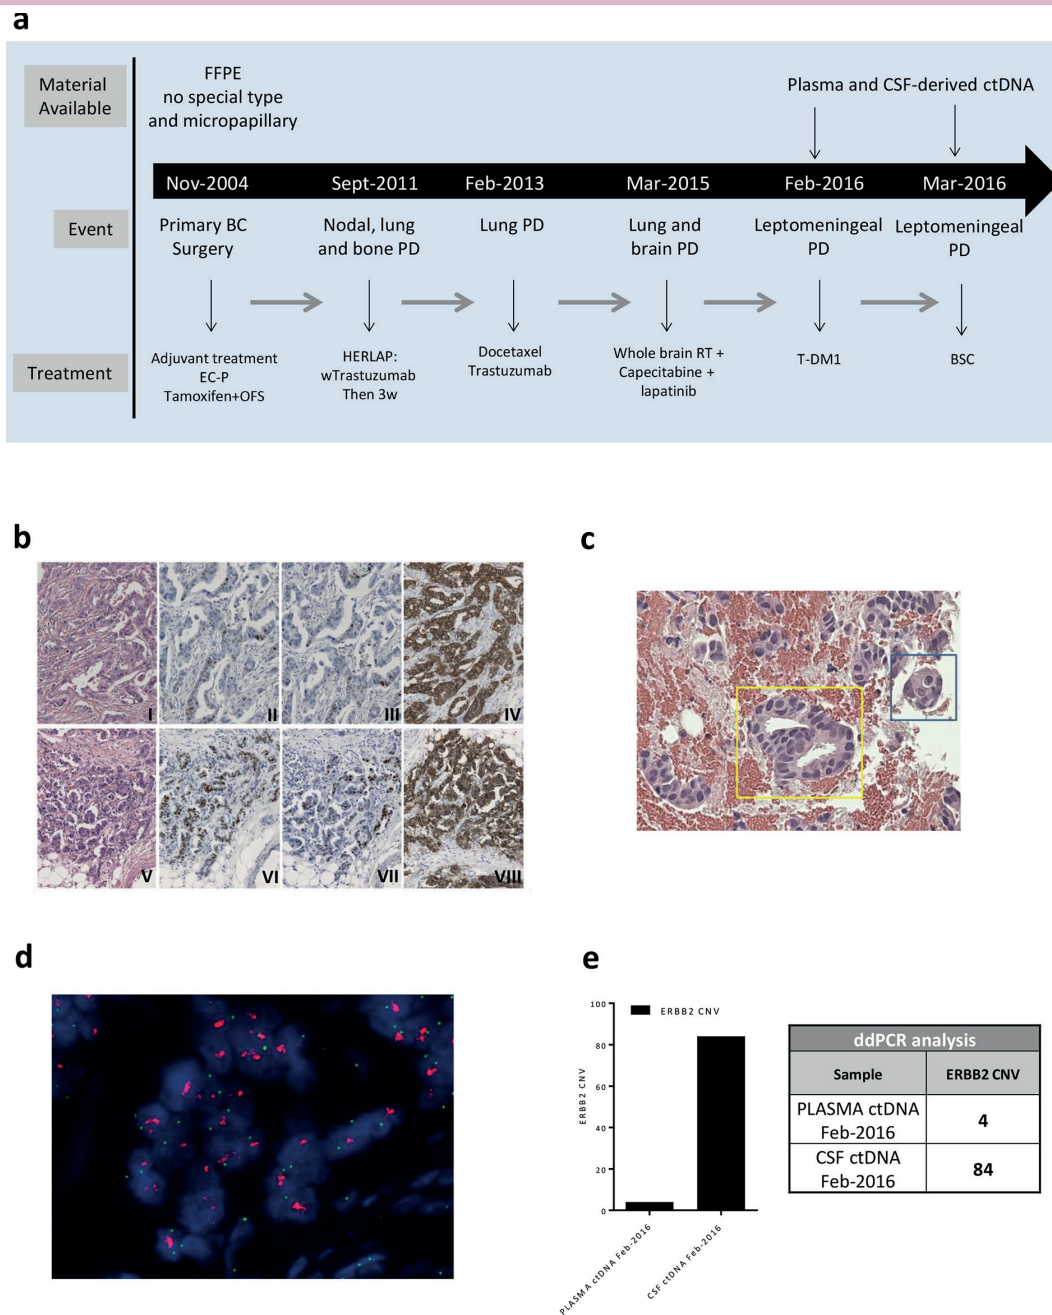 a
Material
Available
FFPE
no special type
and micropapillary
Plasma and CSF-derived ctDNA
Nov-2004
Sept-2011
Feb-2013
Mar-2015
Feb-2016
Mar-2016
Event
Primary BC
Surgery
Nodal, lung
and bone PD
Lung PD
Lung and
brain PD
Leptomeningeal
PD
Leptomeningeal
PD
Treatment
Adjuvant treatment
EC-P
Tamoxifen+OFS
HERLAP:
wTrastuzumab
Then 3w
Docetaxel
Trastuzumab
Whole brain RT +
Capecitabine +
lapatinib
T-DM1
BSC
b
I
II
III
IV
V
VI
VII
VIII
c
d
e
ERBB2 CNV
100
80
60
40
20
0
ERBB2 CNV
PLASMA ctDNA Feb-2016
CSF ctDNA Feb-2016
ddPCR analysis
Sample
ERBB2 CNV
PLASMA ctDNA
Feb-2016
4
CSF ctDNA
Feb-2016
84